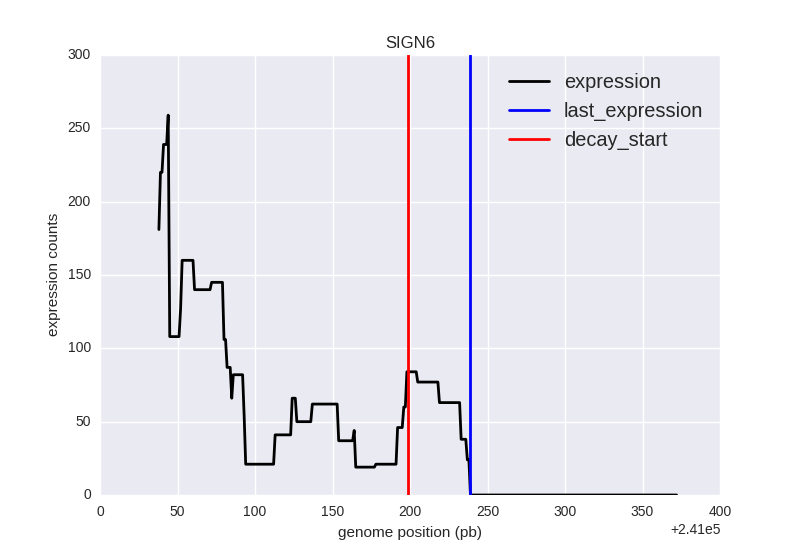 SIGN6
300
250
200
150
100
50
0
expression counts
expression
last_expression
decay_start
0 50 100 150 200 250 300 350 400
+2.41e5
genome position (pb)